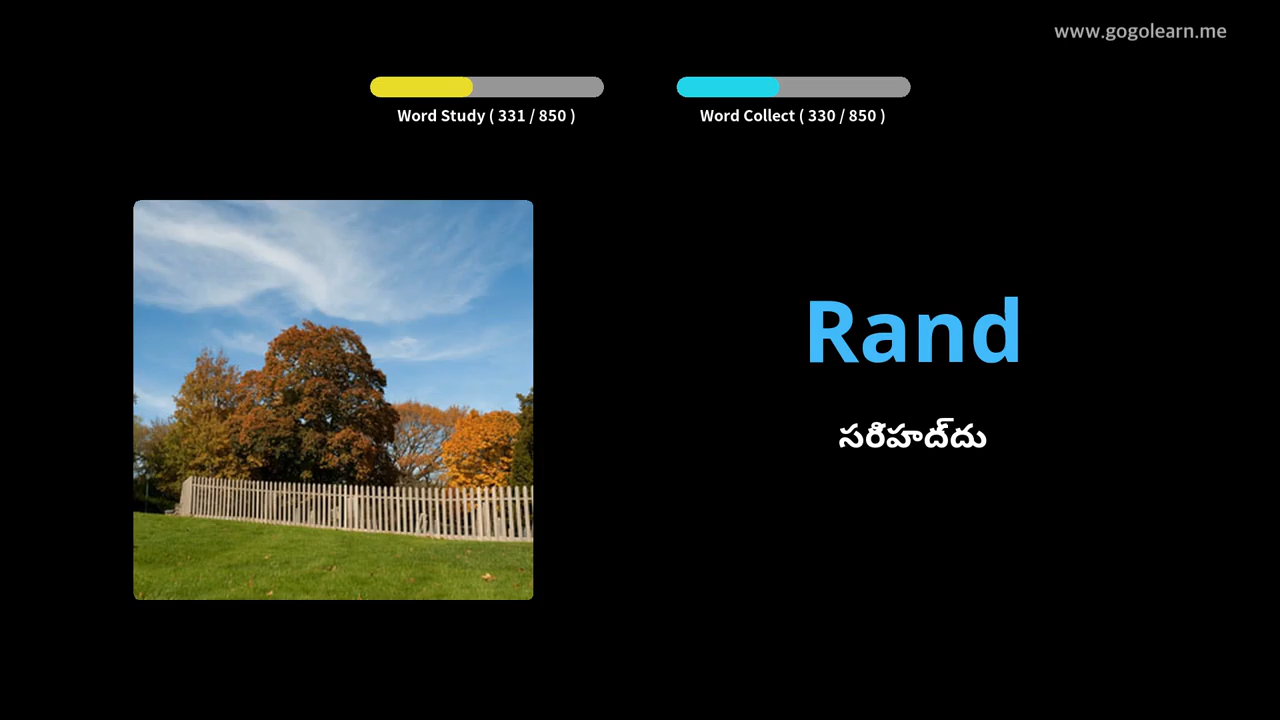 www.gogolearn.me
Word Study ( 331 / 850 )
Word Collect ( 330 / 850 )
Rand
సరిహద్దు